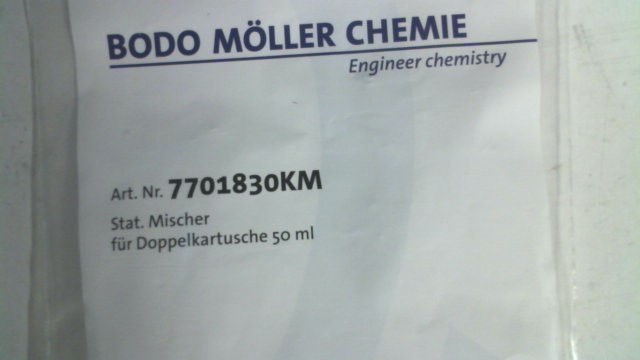 BODO MÖLLER CHEMIE
Engineer chemistry
Art. Nr. 7701830KM
Stat. Mischer
für Doppelkartusche 50 ml